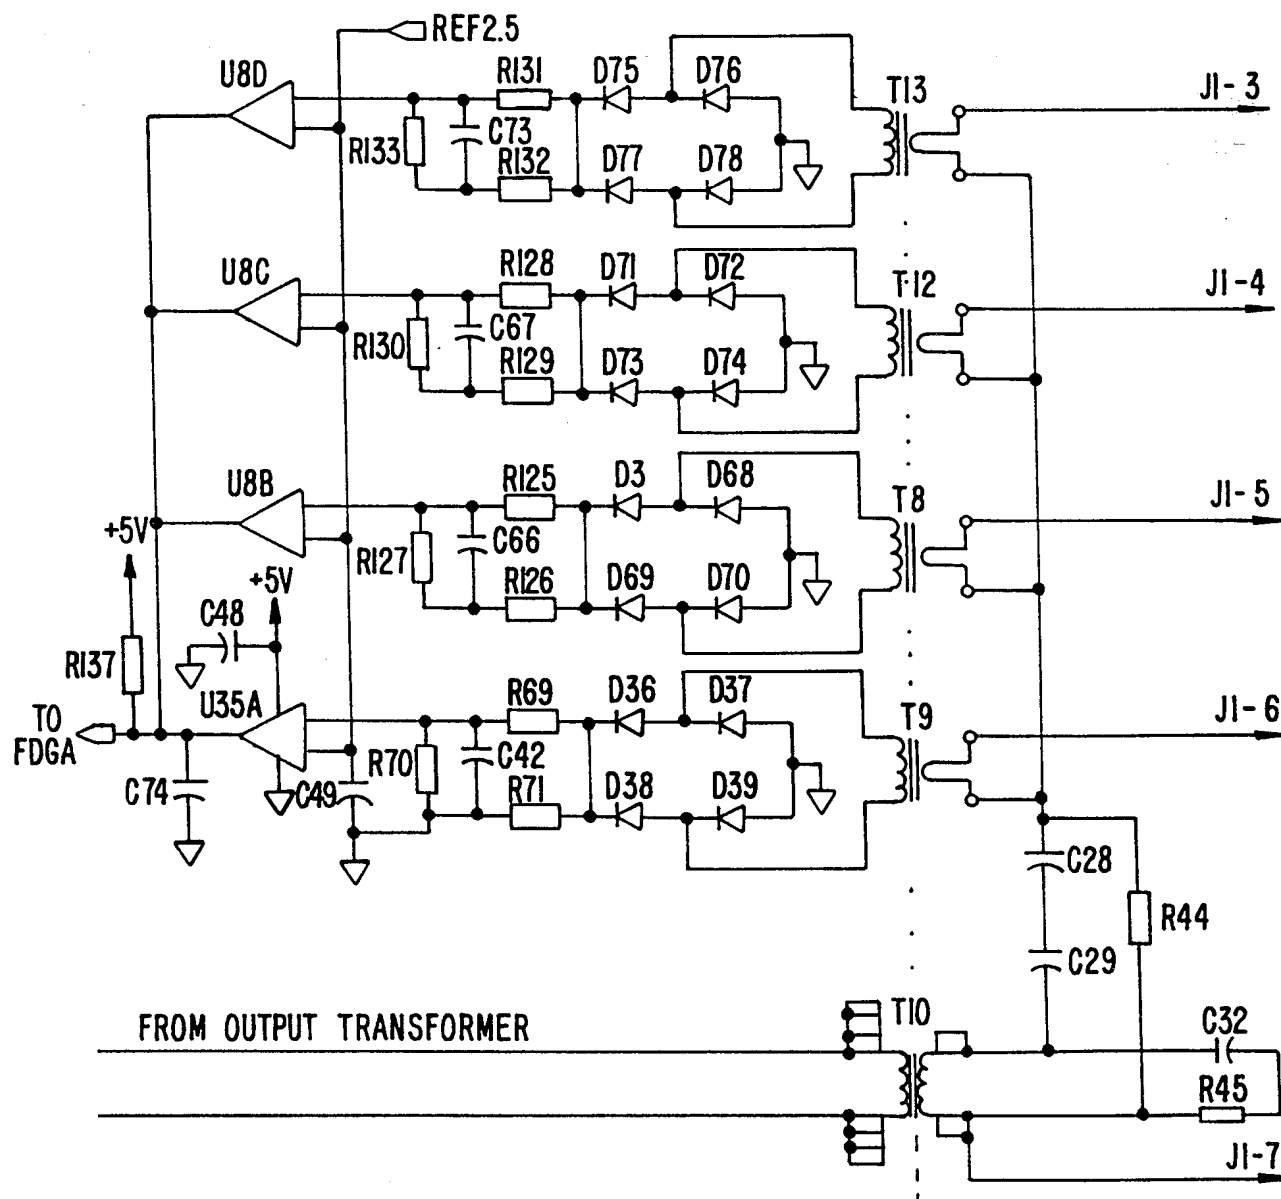 REF2.5
U8D
R131
D75
D76
T13
J1-3
R133
C73
R132
D77
D78
U8C
R128
D71
D72
T12
J1-4
R130
C67
R129
D73
D74
U8B
R125
D3
D68
T8
J1-5
+5V
R127
C66
R126
D69
D70
+5V
C48
R137
U35A
R69
D36
D37
T9
J1-6
TO
FDGA
C74
C49
R70
C42
R71
D38
D39
C28
R44
C29
FROM OUTPUT TRANSFORMER
T10
C32
R45
J1-7